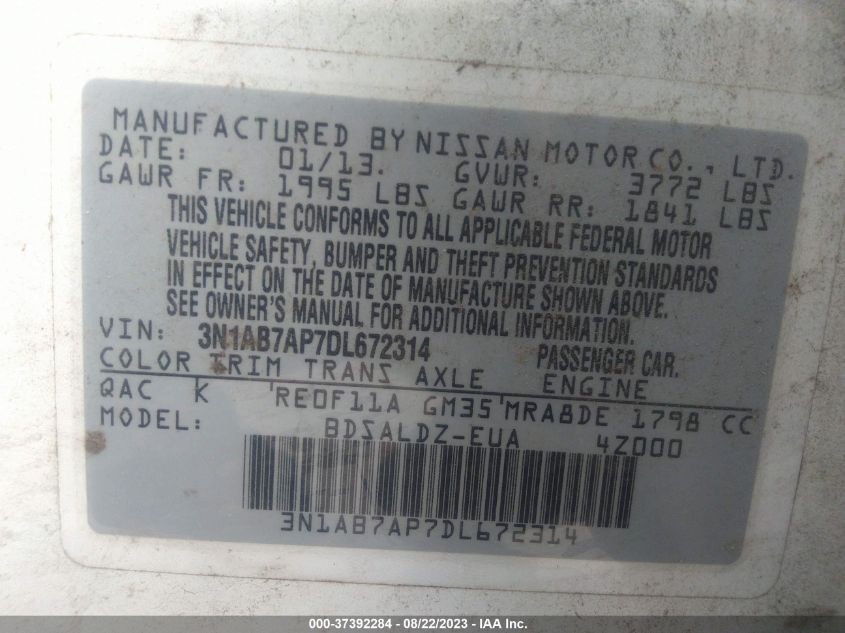 MANUFACTURED BY NISSAN MOTOR CO., LTD.
DATE: 01/13. GVWR: 3772 LBS
GAWR FR: 1995 LBS GAWR RR: 1841 LBS
THIS VEHICLE CONFORMS TO ALL APPLICABLE FEDERAL MOTOR
VEHICLE SAFETY, BUMPER AND THEFT PREVENTION STANDARDS
IN EFFECT ON THE DATE OF MANUFACTURE SHOWN ABOVE.
SEE OWNER'S MANUAL FOR ADDITIONAL INFORMATION.
VIN: 3N1AB7AP7DL672314 PASSENGER CAR.
COLOR TRIM TRANS AXLE ENGINE
QAC K RE0F11A GM35 MRA8DE 1798 CC
MODEL: BDSALDZ-EUA 4Z000
3N1AB7AP7DL672314
000-37392284 - 08/22/2023 - IAA Inc.